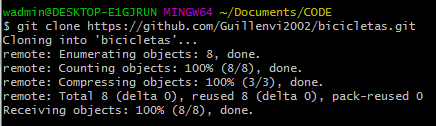 wadmin@DESKTOP-E1GJRUN MINGW64 ~/Documents/CODE
$ git clone https://github.com/Guillenvi2002/bicicletas.git
Cloning into 'bicicletas'...
remote: Enumerating objects: 8, done.
remote: Counting objects: 100% (8/8), done.
remote: Compressing objects: 100% (3/3), done.
remote: Total 8 (delta 0), reused 8 (delta 0), pack-reused 0
Receiving objects: 100% (8/8), done.